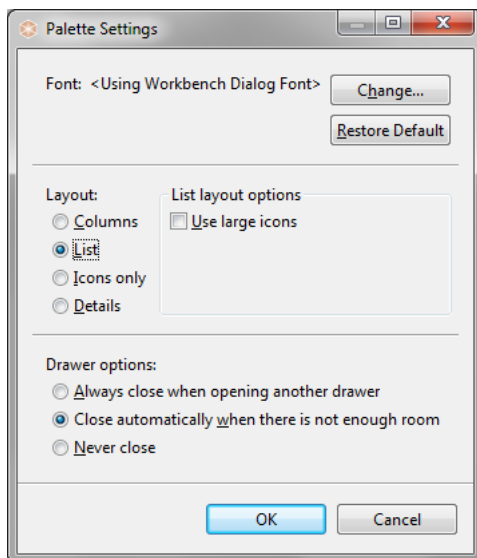 Palette Settings
Font: <Using Workbench Dialog Font> Change...
Restore Default
Layout:
Columns
List
Icons only
Details
List layout options
Use large icons
Drawer options:
Always close when opening another drawer
Close automatically when there is not enough room
Never close
OK Cancel